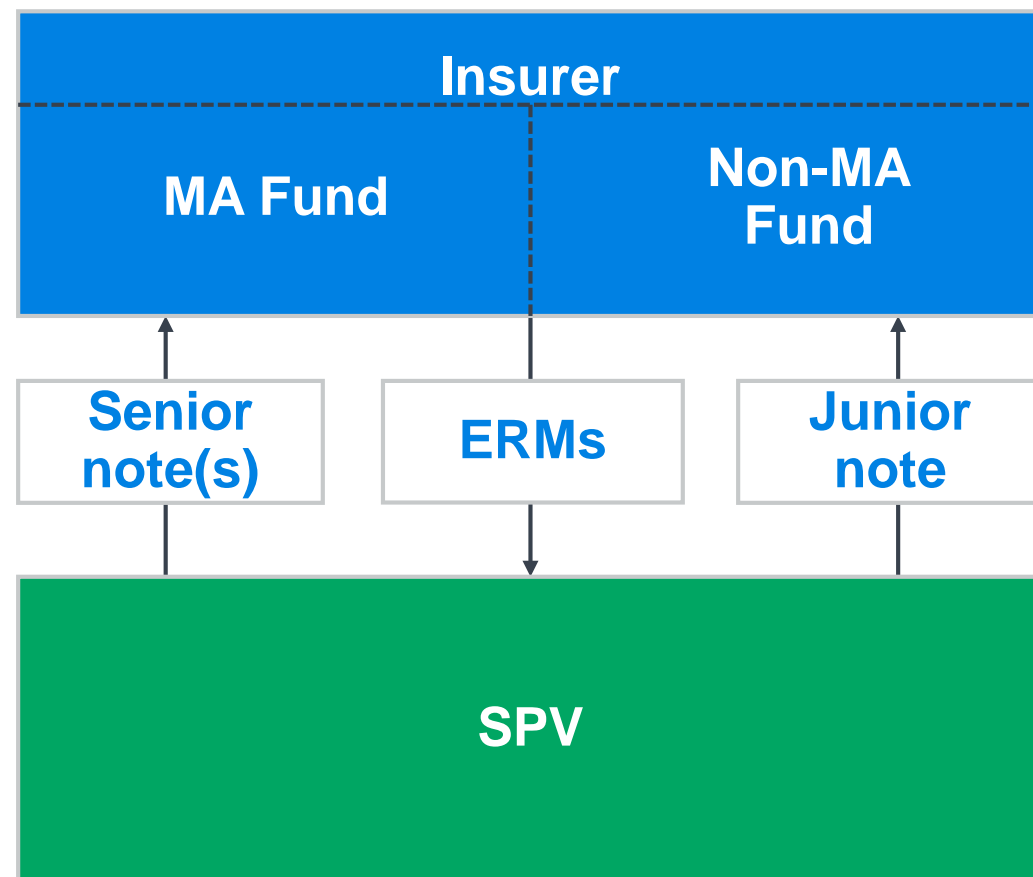 Insurer
MA Fund
Non-MA
Fund
Senior
note(s)
ERMs
Junior
note
SPV